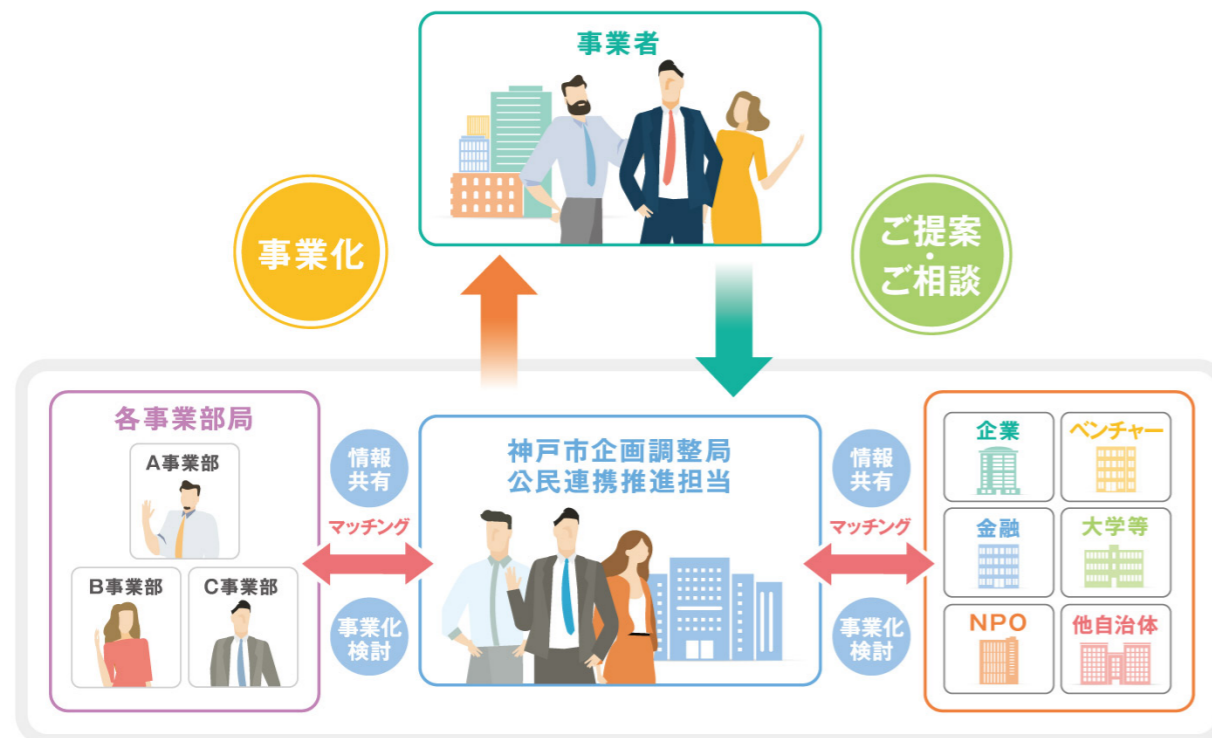 事業者
事業化
ご提案
・
ご相談
各事業部局
A事業部
B事業部
C事業部
情報
共有
マッチング
事業化
検討
神戸市企画調整局
公民連携推進担当
情報
共有
マッチング
事業化
検討
企業
ベンチャー
金融
大学等
NPO
他自治体